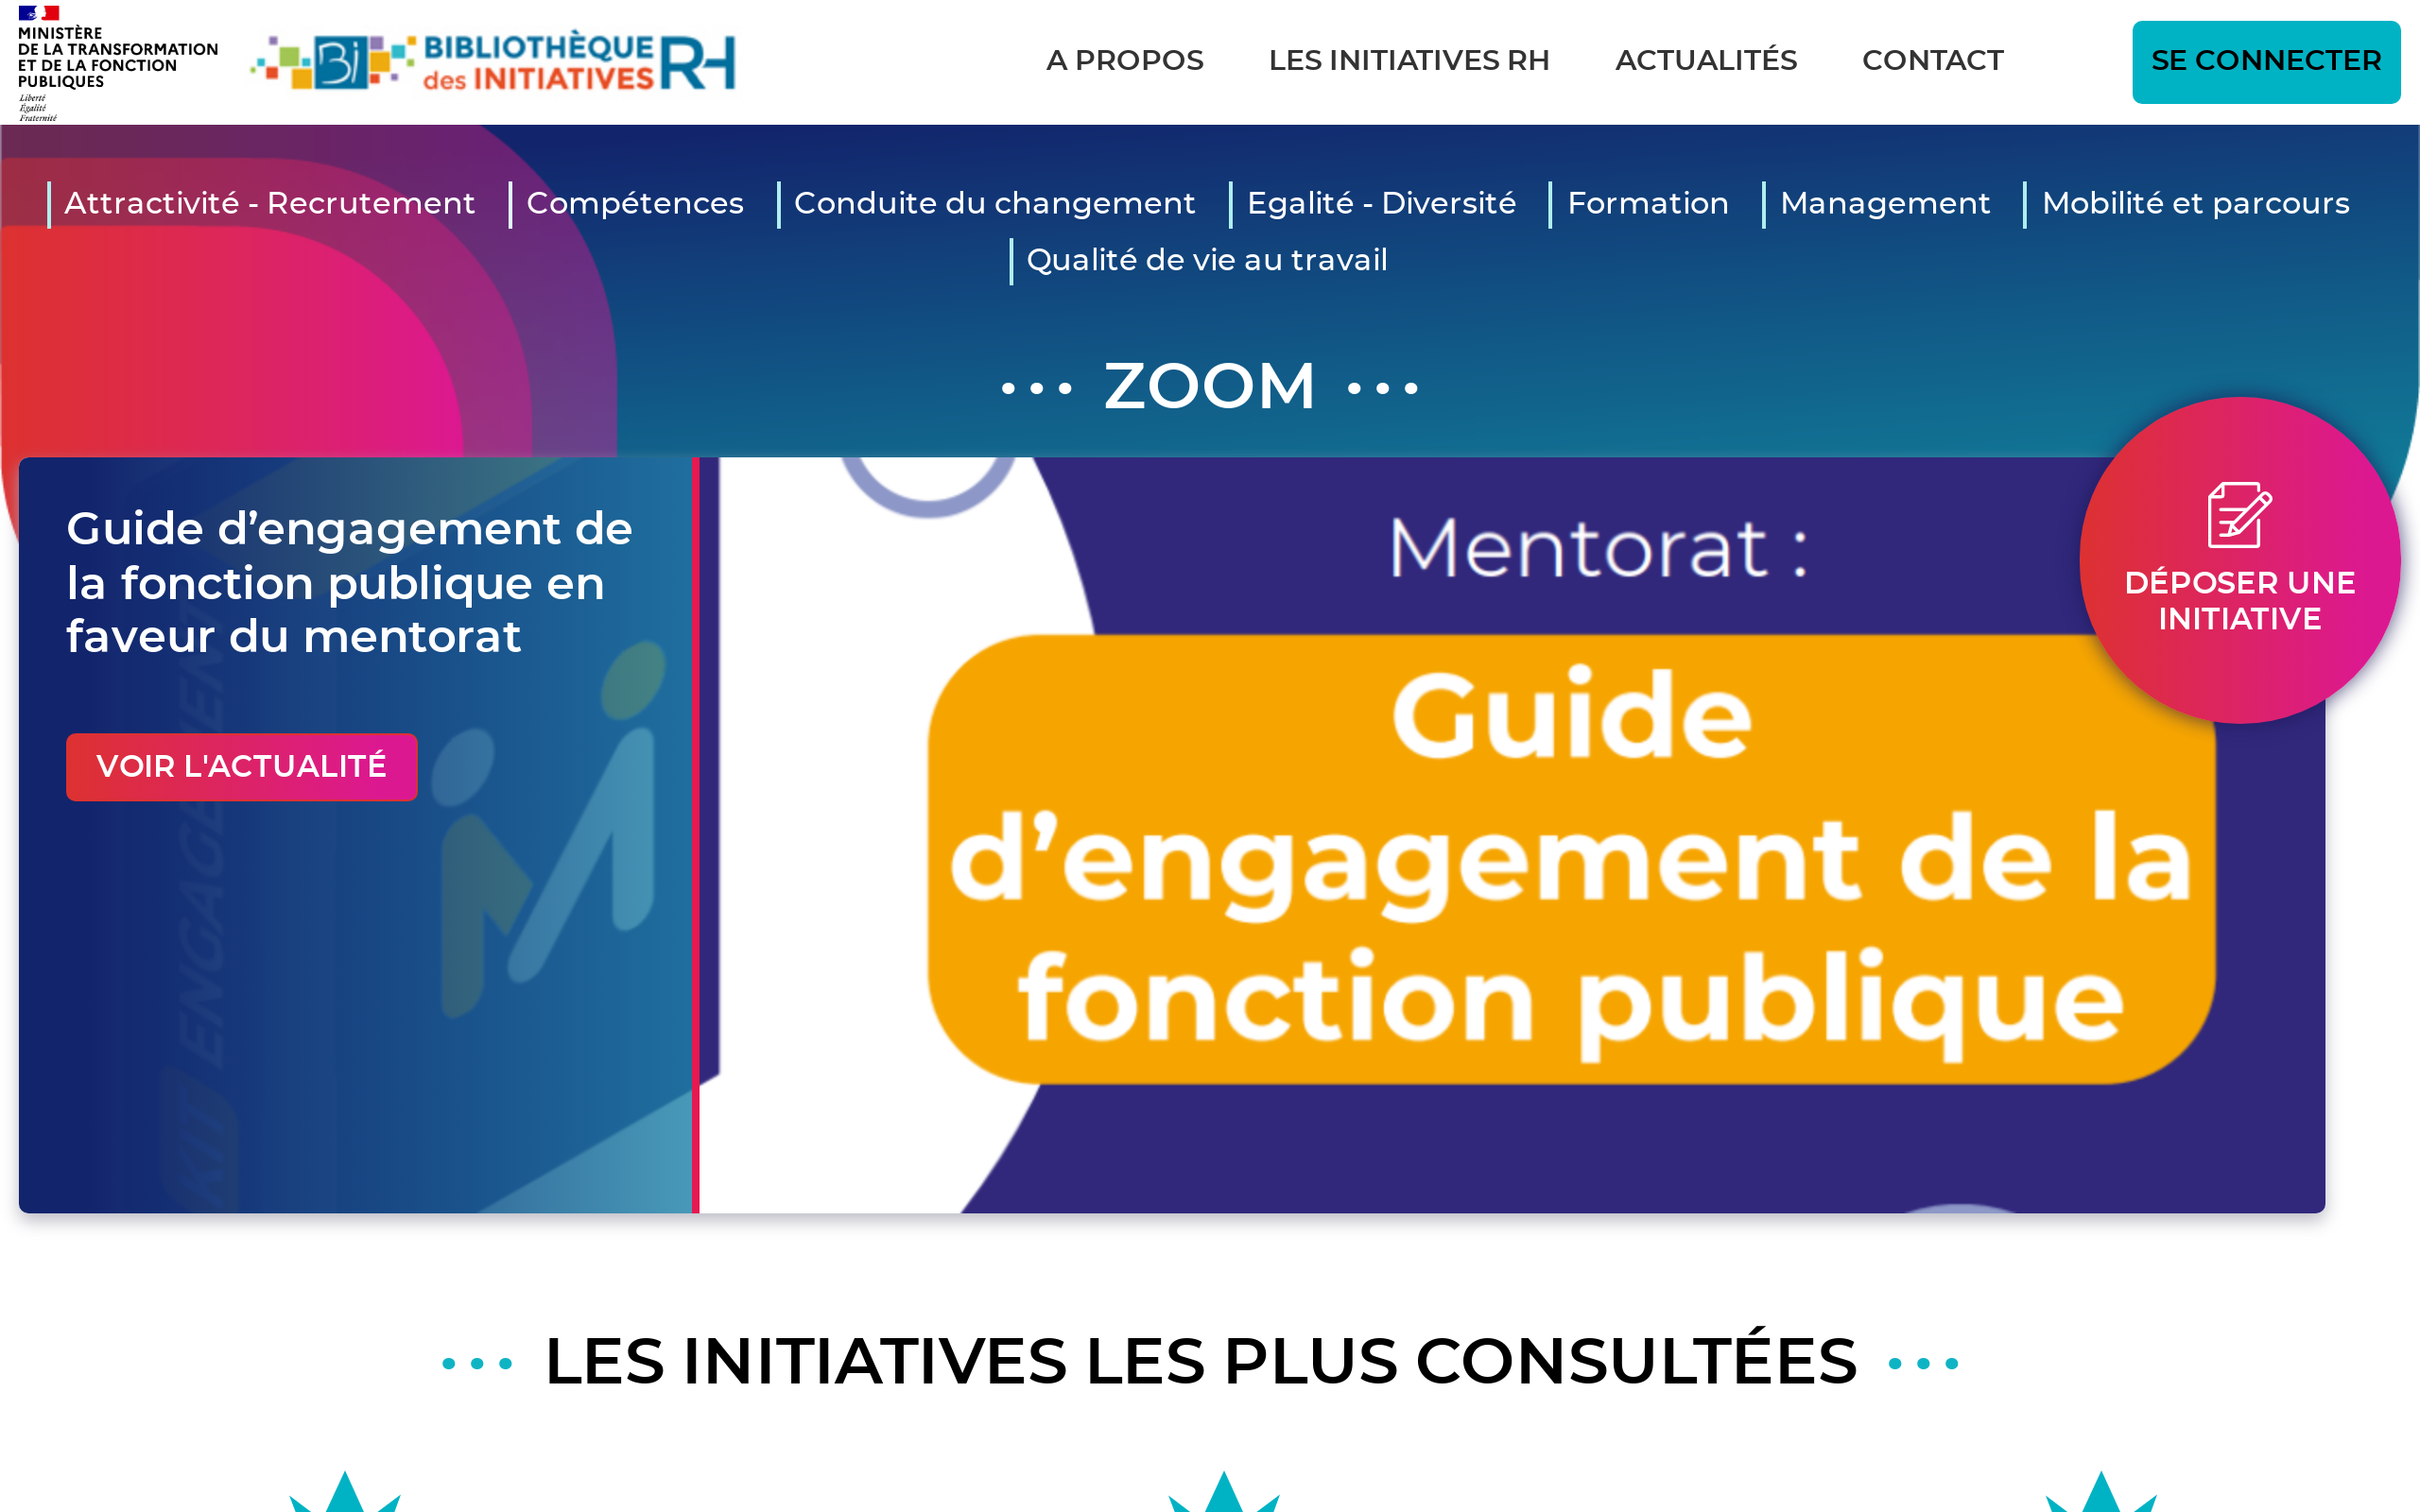 MINISTÈRE
DE LA TRANSFORMATION
ET DE LA FONCTION
PUBLIQUES
Liberté
Égalité
Fraternité
Bi BIBLIOTHÈQUE
des INITIATIVES RH
A PROPOS LES INITIATIVES RH ACTUALITÉS CONTACT SE CONNECTER
Attractivité - Recrutement Compétences Conduite du changement Egalité - Diversité Formation Management Mobilité et parcours
Qualité de vie au travail
ZOOM
Guide d’engagement de
la fonction publique en
faveur du mentorat
VOIR L'ACTUALITÉ
KIT ENGAGEMENT
Mentorat :
Guide
d’engagement de la
fonction publique
DÉPOSER UNE
INITIATIVE
LES INITIATIVES LES PLUS CONSULTÉES